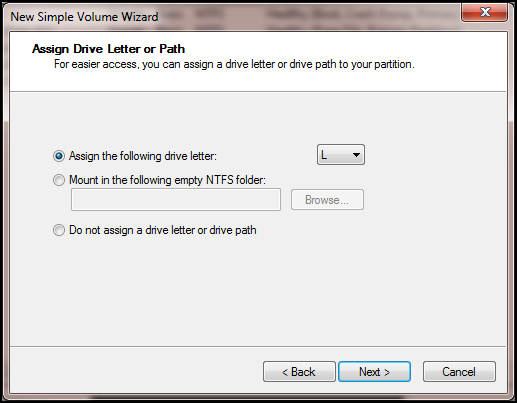 New Simple Volume Wizard
Assign Drive Letter or Path
For easier access, you can assign a drive letter or drive path to your partition.
Assign the following drive letter: L
Mount in the following empty NTFS folder:
Browse...
Do not assign a drive letter or drive path
< Back Next > Cancel